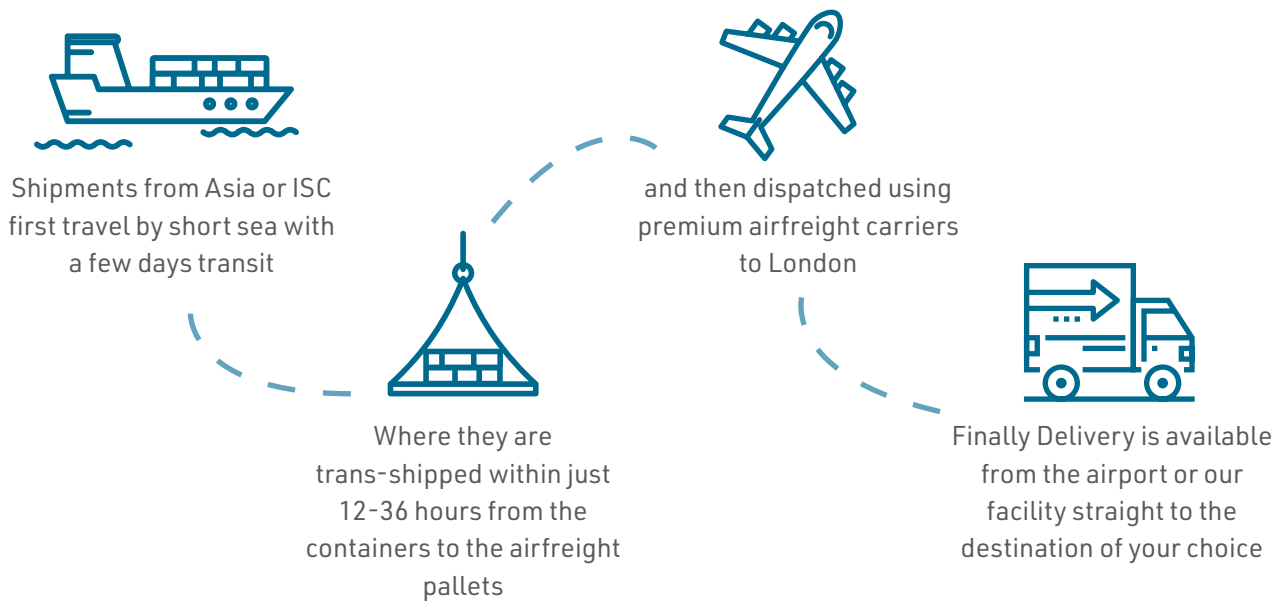 Shipments from Asia or ISC
first travel by short sea with
a few days transit
Where they are
trans-shipped within just
12-36 hours from the
containers to the airfreight
pallets
and then dispatched using
premium airfreight carriers
to London
Finally Delivery is available
from the airport or our
facility straight to the
destination of your choice